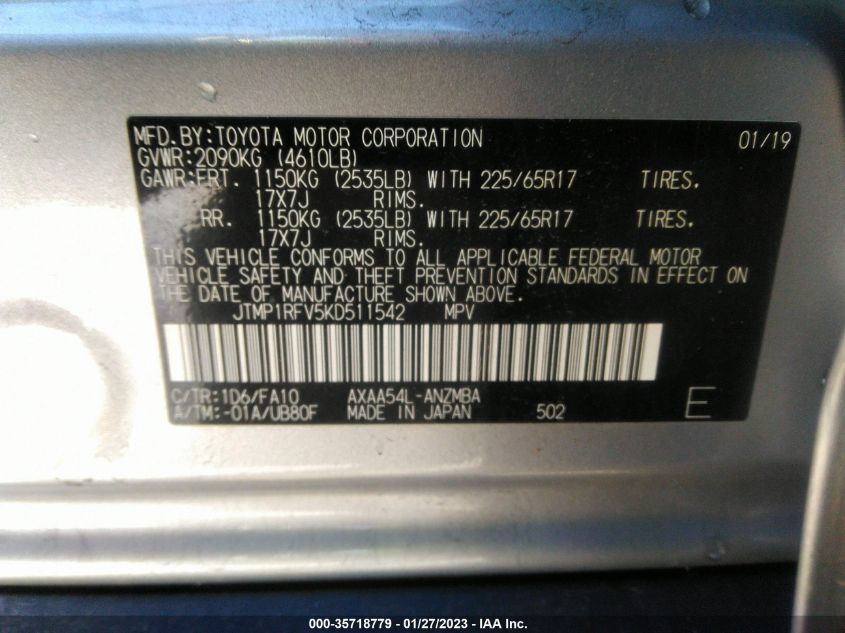 MFD.BY:TOYOTA MOTOR CORPORATION 01/19
GVWR:2090KG (4610LB)
GAWR:FRT. 1150KG (2535LB) WITH 225/65R17 TIRES.
17X7J RIMS.
RR. 1150KG (2535LB) WITH 225/65R17 TIRES.
17X7J RIMS.
THIS VEHICLE CONFORMS TO ALL APPLICABLE FEDERAL MOTOR
VEHICLE SAFETY AND THEFT PREVENTION STANDARDS IN EFFECT ON
THE DATE OF MANUFACTURE SHOWN ABOVE.
JTMP1RFV5KD511542 MPV
C/TR:1D6/FA10 AXAA54L-ANZMBA
A/TM:-01A/UB80F MADE IN JAPAN 502 E
000-35718779 - 01/27/2023 - IAA Inc.